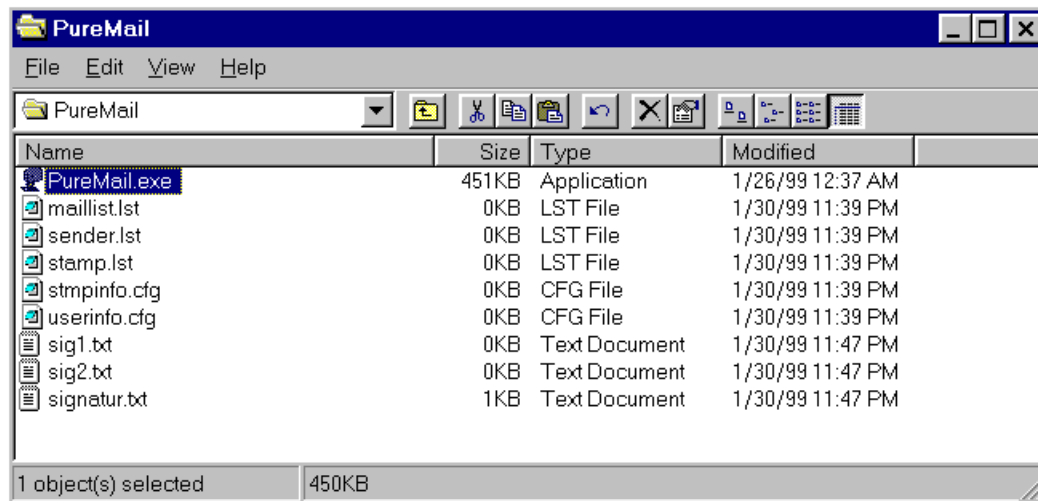 PureMail
File Edit View Help
PureMail
Name Size Type Modified
PureMail.exe 451KB Application 1/26/99 12:37 AM
maillist.lst 0KB LST File 1/30/99 11:39 PM
sender.lst 0KB LST File 1/30/99 11:39 PM
stamp.lst 0KB LST File 1/30/99 11:39 PM
stmpinfo.cfg 0KB CFG File 1/30/99 11:39 PM
userinfo.cfg 0KB CFG File 1/30/99 11:39 PM
sig1.txt 0KB Text Document 1/30/99 11:47 PM
sig2.txt 0KB Text Document 1/30/99 11:47 PM
signatur.txt 1KB Text Document 1/30/99 11:47 PM
1 object(s) selected 450KB